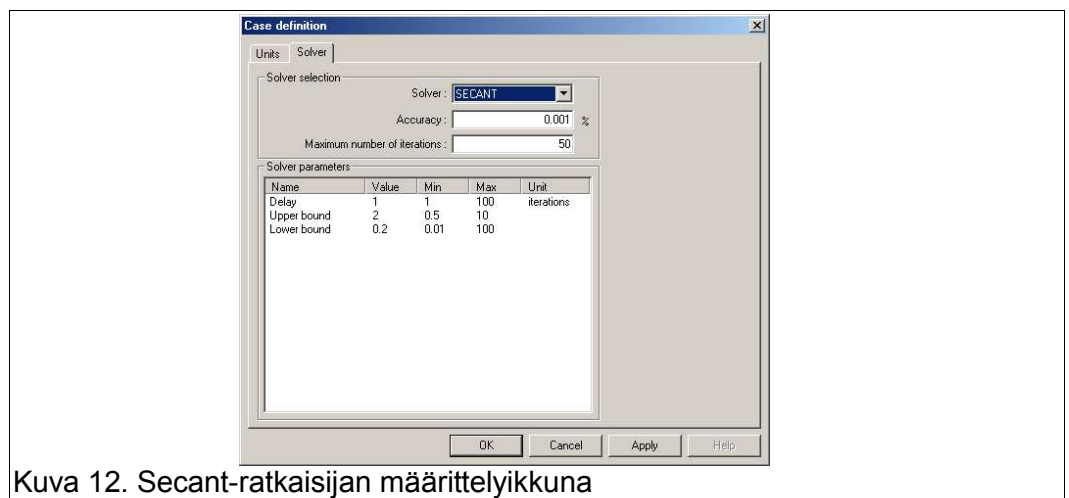 Case definition
Units Solver
Solver selection
Solver : SECANT
Accuracy : 0.001 %
Maximum number of iterations : 50
Solver parameters
Name Value Min Max Unit
Delay 1 1 100 iterations
Upper bound 2 0.5 10
Lower bound 0.2 0.01 100
OK Cancel Apply Help
Kuva 12. Secant-ratkaisijan määrittelyikkuna